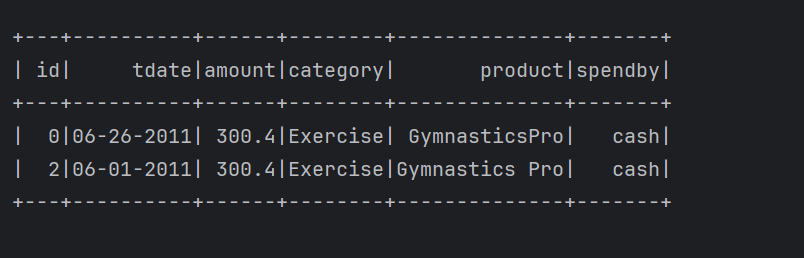 +---+----------+------+--------+--------------+-------+
| id|     tdate|amount|category|       product|spendby|
+---+----------+------+--------+--------------+-------+
|  0|06-26-2011| 300.4|Exercise| GymnasticsPro|   cash|
|  2|06-01-2011| 300.4|Exercise|Gymnastics Pro|   cash|
+---+----------+------+--------+--------------+-------+